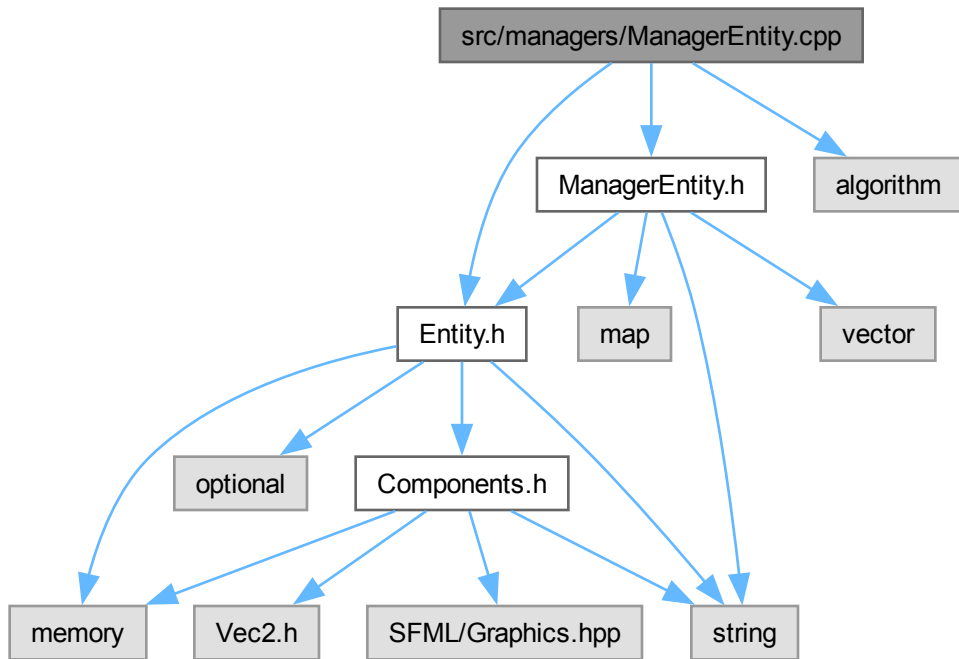 src/managers/ManagerEntity.cpp
ManagerEntity.h
algorithm
Entity.h
map
vector
optional
Components.h
memory
Vec2.h
SFML/Graphics.hpp
string